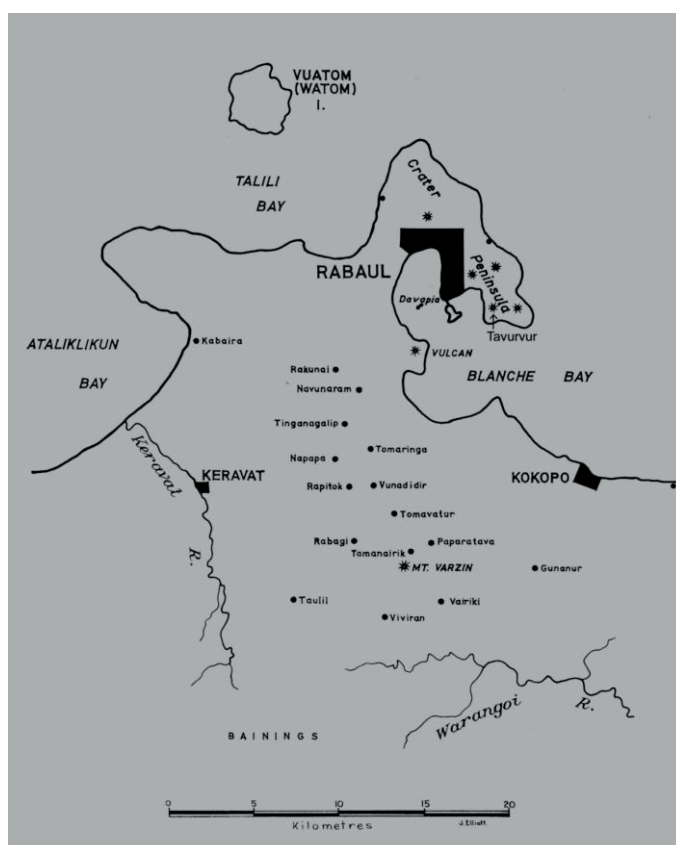 VUATOM
(WATOM)
I.
TALILI
BAY
Crater
RABAUL
Peninsula
Davapia
Tavurvur
ATALIKLIKUN
BAY
Kabaira
VULCAN
BLANCHE BAY
Rakunai
Navunaram
Tinganagalip
Tomaringa
Keravat
R.
KERAVAT
Napapa
KOKOPO
Rapitok
Vunadidir
Tomavatur
Rabagi
Paparatava
Tamanairik
MT. VARZIN
Gunanur
Taulil
Vairiki
Viviran
Warangoi
R.
BAININGS
0 5 10 15 20
Kilometres
J.Elliott.